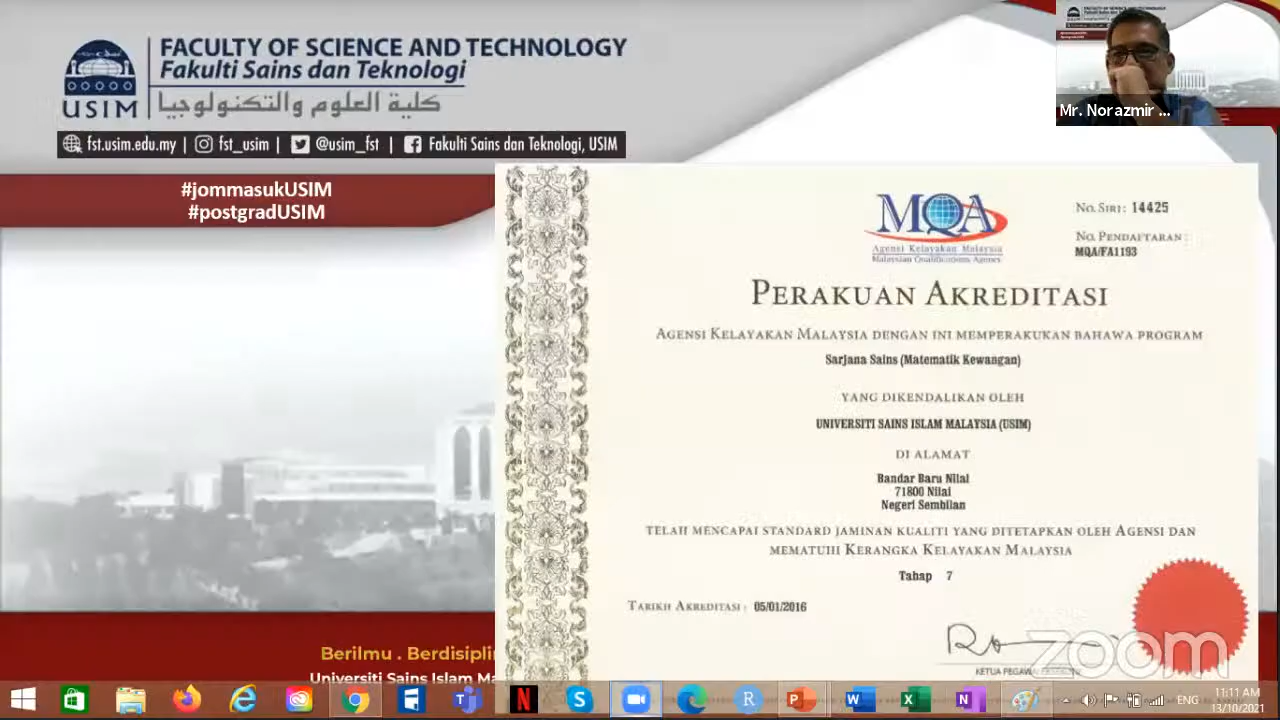 FACULTY OF SCIENCE AND TECHNOLOGY
Fakulti Sains dan Teknologi
كلية العلوم والتكنولوجيا
USIM
fst.usim.edu.my | fst_usim | @usim_fst | Fakulti Sains dan Teknologi, USIM
#jommasukUSIM
#postgradUSIM
Mr. Norazmir ...
MQA
Agensi Kelayakan Malaysia
Malaysian Qualifications Agency
No. Siri : 14425
No. Pendaftaran :
MQA/FA1193
Perakuan Akreditasi
Agensi Kelayakan Malaysia dengan ini memperakukan bahawa program
Sarjana Sains (Matematik Kewangan)
yang dikendalikan oleh
UNIVERSITI SAINS ISLAM MALAYSIA (USIM)
di alamat
Bandar Baru Nilai
71800 Nilai
Negeri Sembilan
telah mencapai standard jaminan kualiti yang ditetapkan oleh Agensi dan
mematuhi Kerangka Kelayakan Malaysia
Tahap 7
Tarikh Akreditasi : 05/01/2016
zoom
Berilmu . Berdisiplin
Universiti Sains Islam Ma
ENG
11:11 AM
13/10/2021